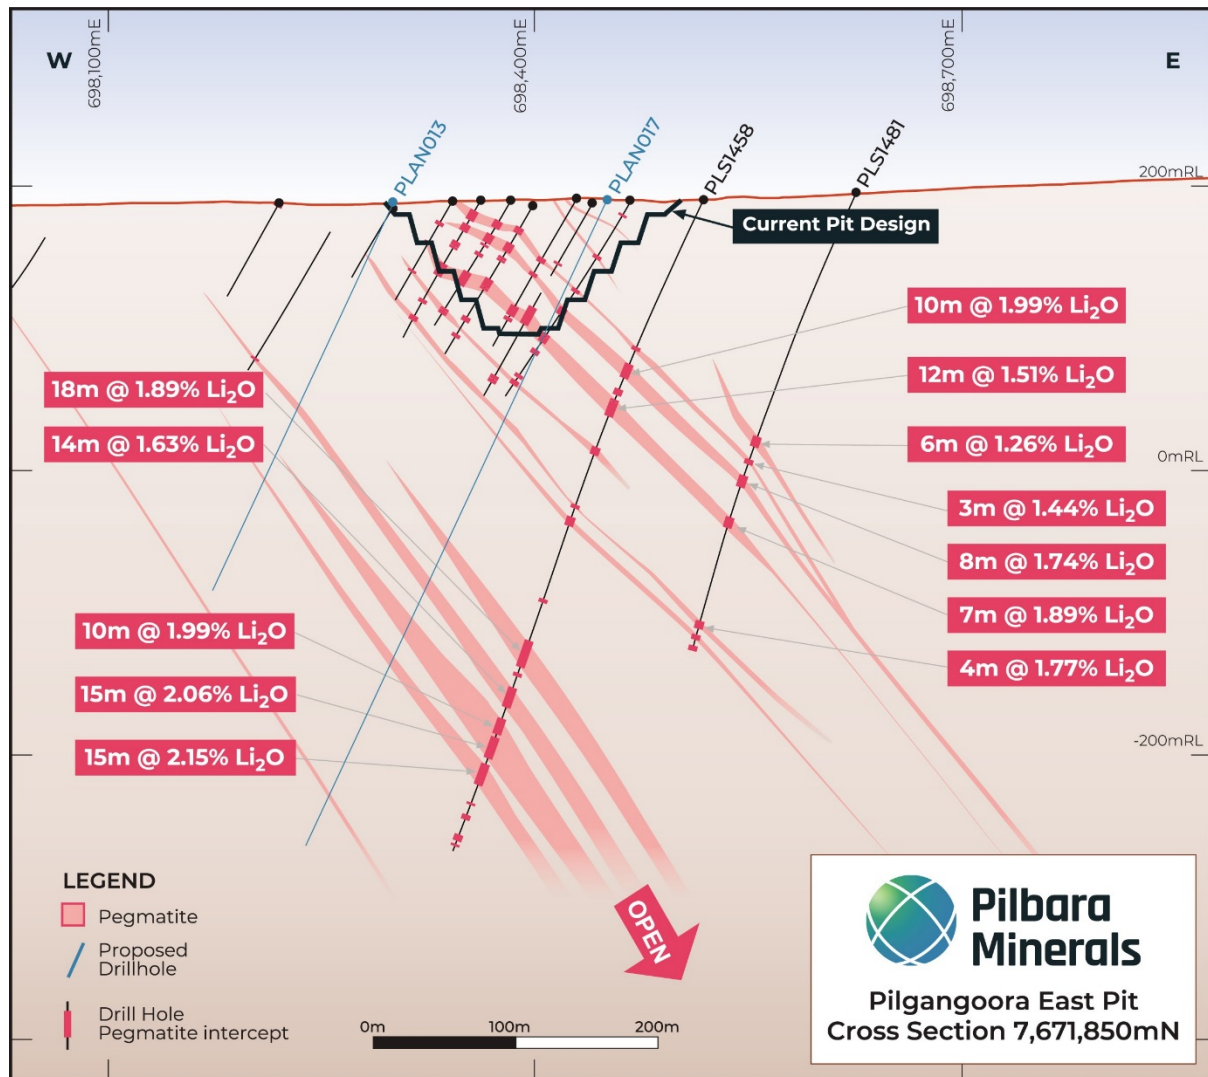 W
698,100mE
698,400mE
698,700mE
E
PLAN013
PLAN017
PLS1458
PLS1481
200mRL
Current Pit Design
10m @ 1.99% Li₂O
12m @ 1.51% Li₂O
18m @ 1.89% Li₂O
14m @ 1.63% Li₂O
6m @ 1.26% Li₂O
0mRL
3m @ 1.44% Li₂O
8m @ 1.74% Li₂O
7m @ 1.89% Li₂O
4m @ 1.77% Li₂O
10m @ 1.99% Li₂O
15m @ 2.06% Li₂O
15m @ 2.15% Li₂O
-200mRL
OPEN
LEGEND
Pegmatite
Proposed
Drillhole
Drill Hole
Pegmatite intercept
0m
100m
200m
Pilbara
Minerals
Pilgangoora East Pit
Cross Section 7,671,850mN